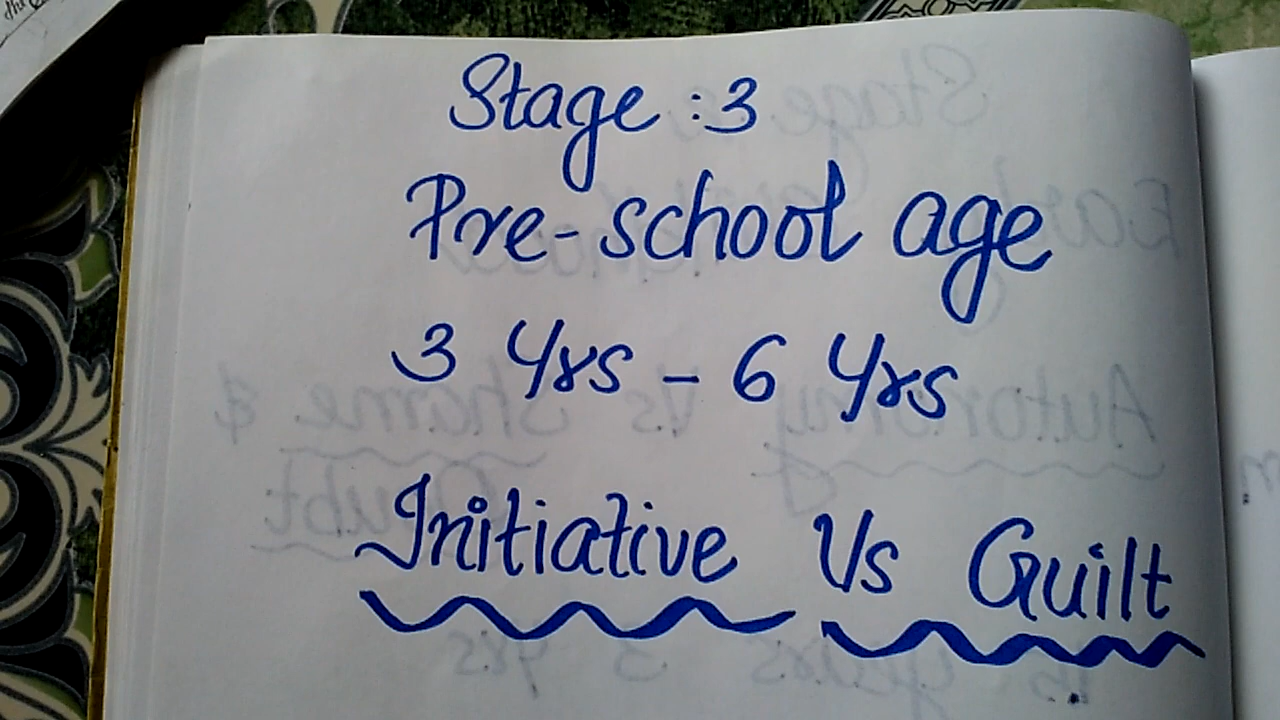 Stage : 3
Pre-school age
3 Yrs - 6 Yrs
Initiative Vs Guilt